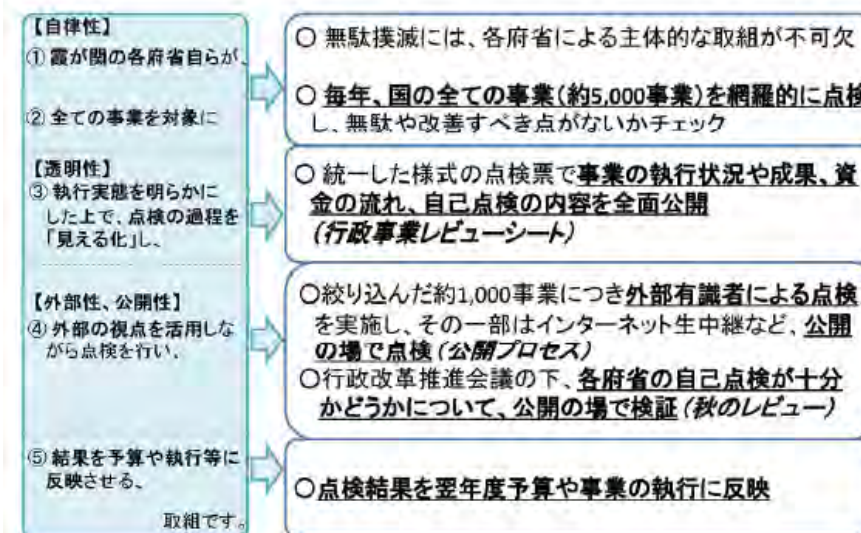 【自律性】
① 霞が関の各府省自らが、
② 全ての事業を対象に
【透明性】
③ 執行実態を明らかに
した上で、点検の過程を
「見える化」し、
【外部性、公開性】
④ 外部の視点を活用しな
がら点検を行い、
⑤ 結果を予算や執行等に
反映させる、
取組です。
○ 無駄撲滅には、各府省による主体的な取組が不可欠
○ 毎年、国の全ての事業(約5,000事業)を網羅的に点検
し、無駄や改善すべき点がないかチェック
○ 統一した様式の点検票で事業の執行状況や成果、資
金の流れ、自己点検の内容を全面公開
(行政事業レビューシート)
○絞り込んだ約1,000事業につき外部有識者による点検
を実施し、その一部はインターネット生中継など、公開
の場で点検(公開プロセス)
○行政改革推進会議の下、各府省の自己点検が十分
かどうかについて、公開の場で検証(秋のレビュー)
○点検結果を翌年度予算や事業の執行に反映